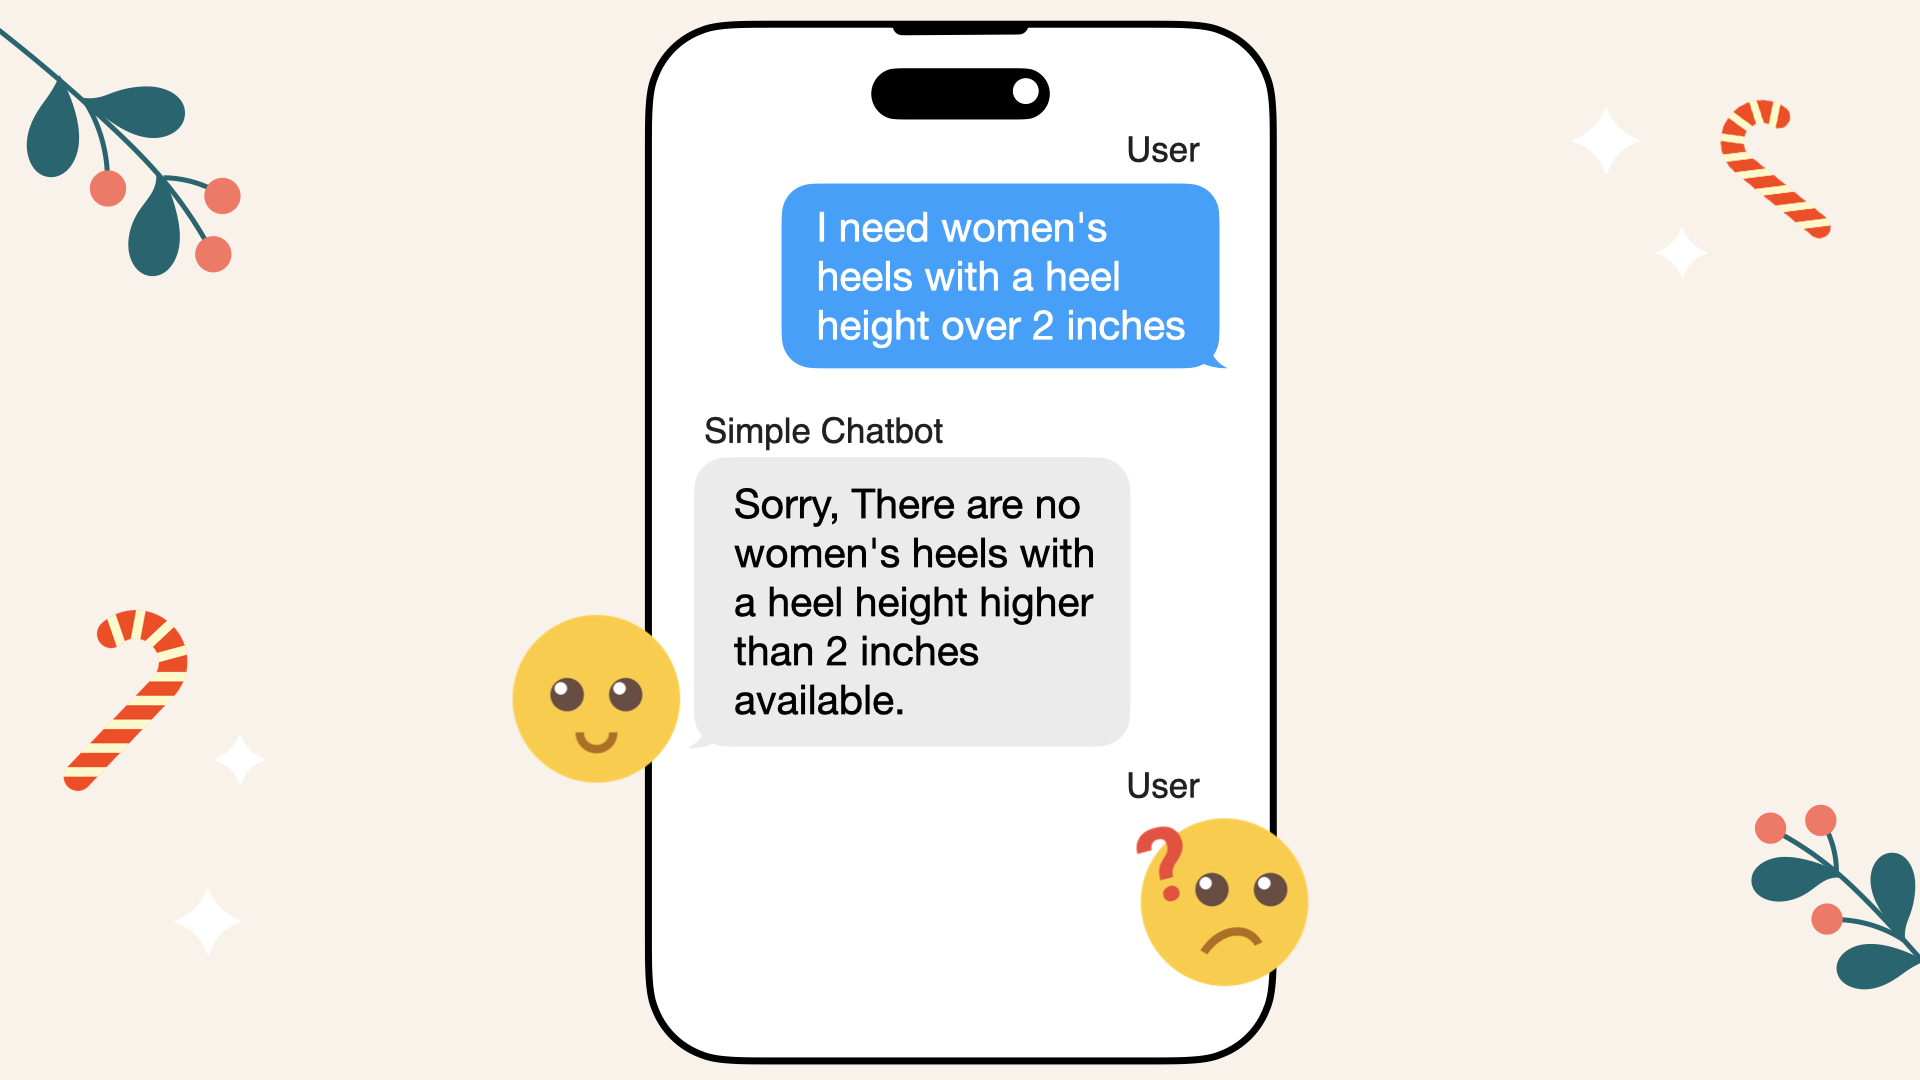 User
I need women's
heels with a heel
height over 2 inches
Simple Chatbot
Sorry, There are no
women's heels with
a heel height higher
than 2 inches
available.
User
?